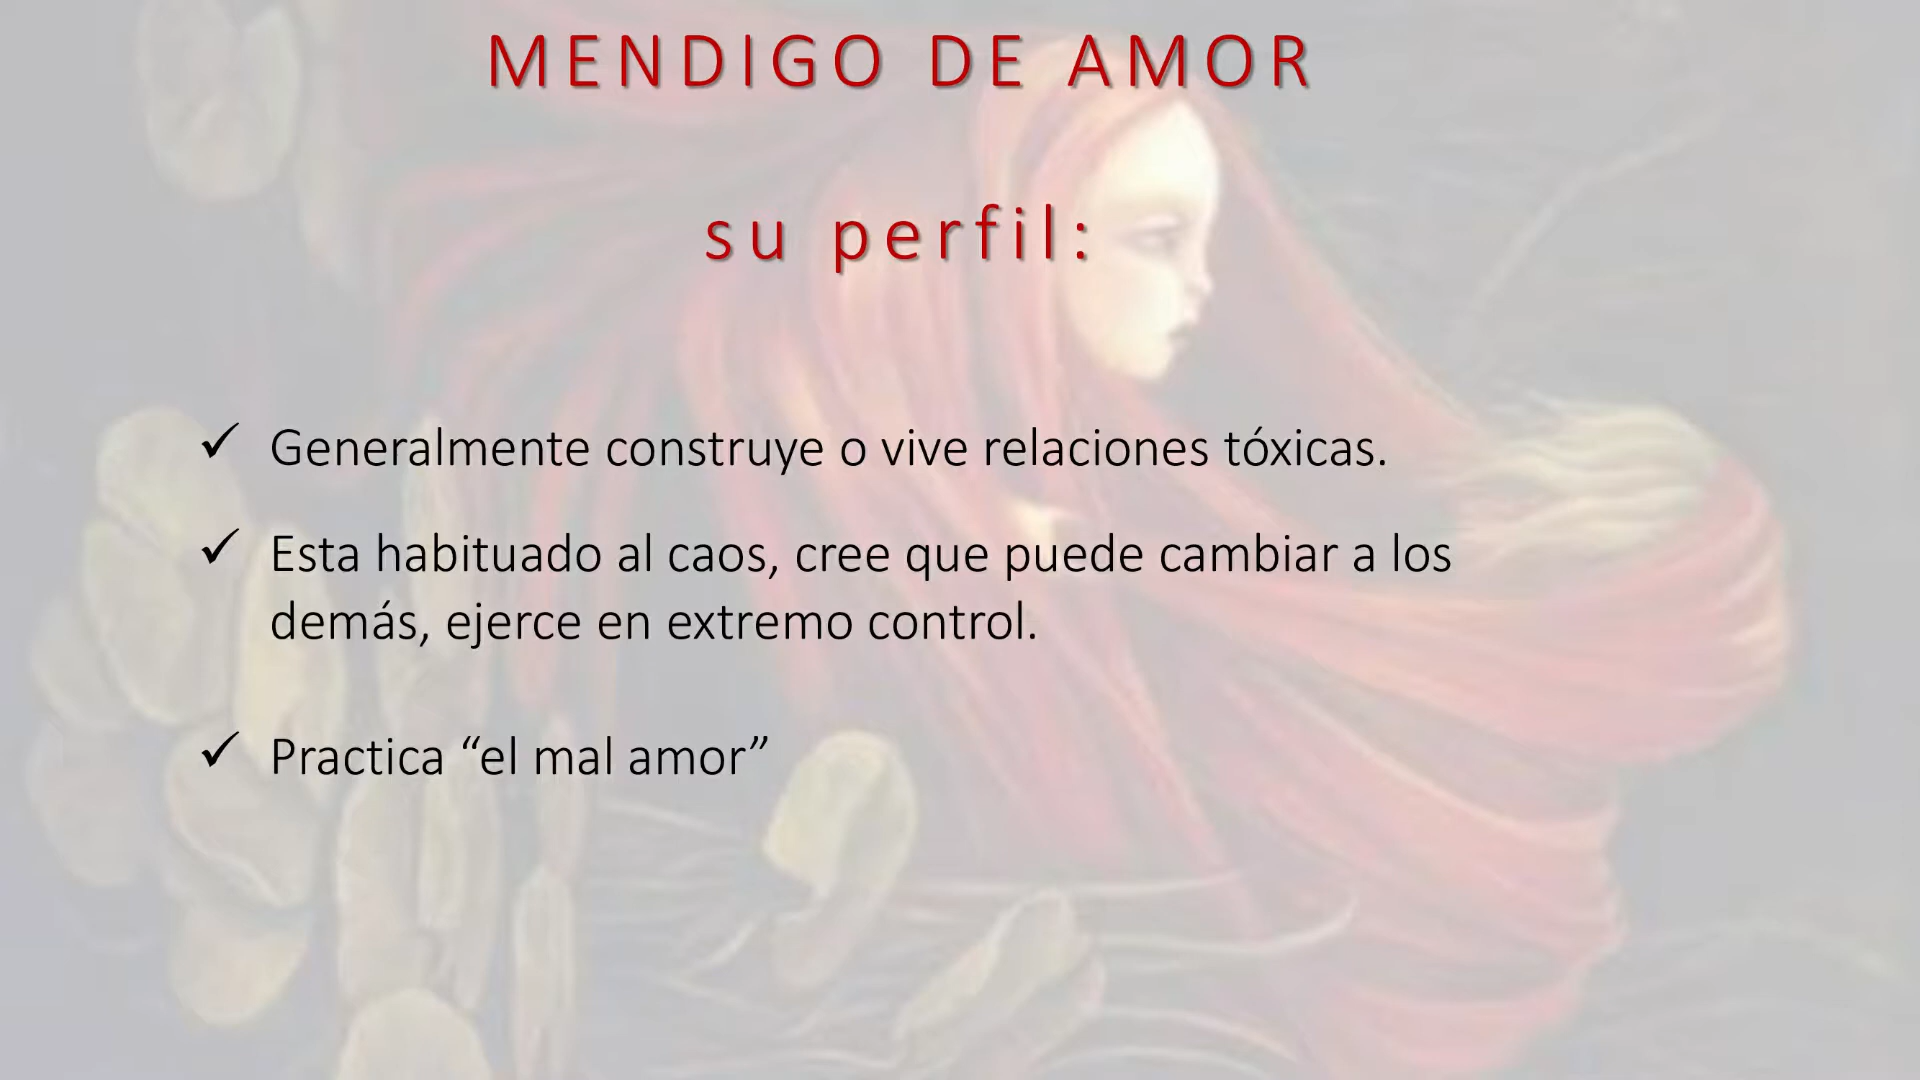 MENDIGO DE AMOR
su perfil:
✓ Generalmente construye o vive relaciones tóxicas.
✓ Esta habituado al caos, cree que puede cambiar a los
demás, ejerce en extremo control.
✓ Practica “el mal amor”